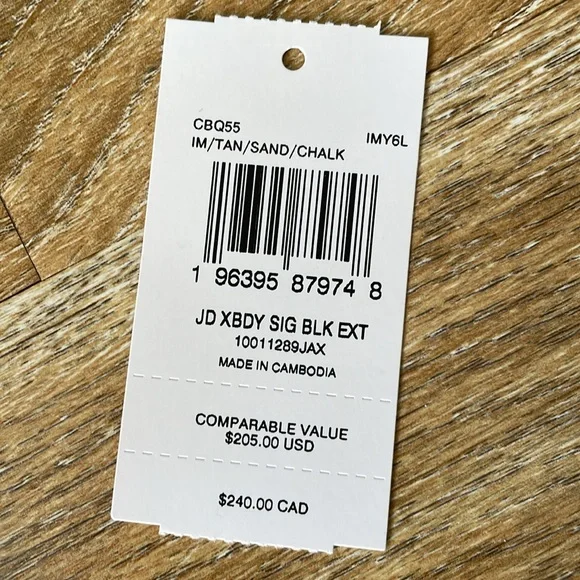 CBQ55 IMY6L
IM/TAN/SAND/CHALK
1 96395 87974 8
JD XBDY SIG BLK EXT
10011289JAX
MADE IN CAMBODIA
COMPARABLE VALUE
$205.00 USD
$240.00 CAD